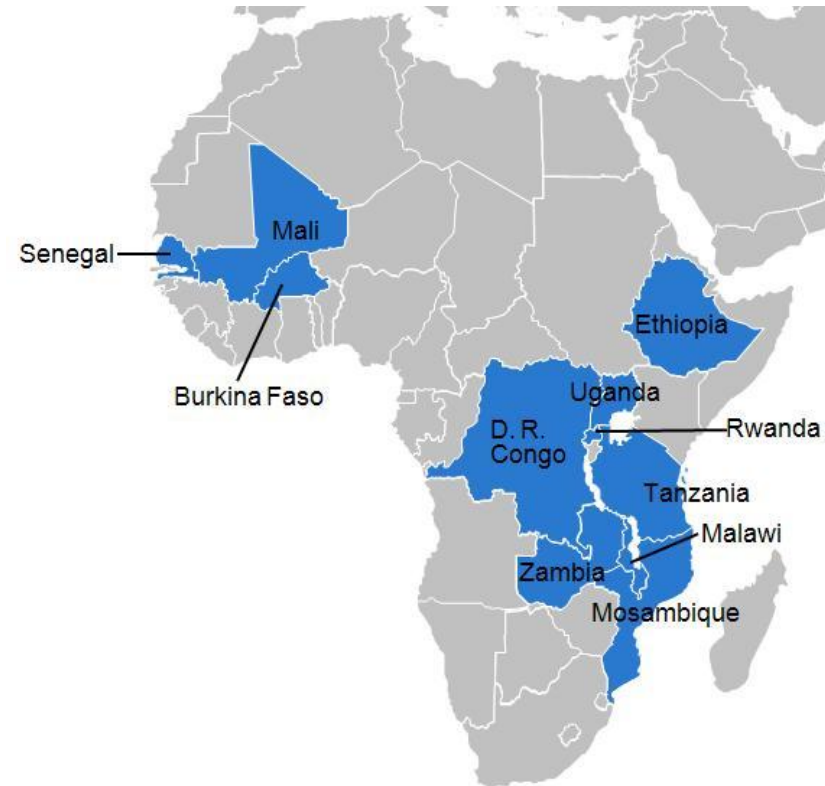 Mali
Senegal
Ethiopia
Burkina Faso
Uganda
D. R.
Congo
Rwanda
Tanzania
Malawi
Zambia
Mosambique